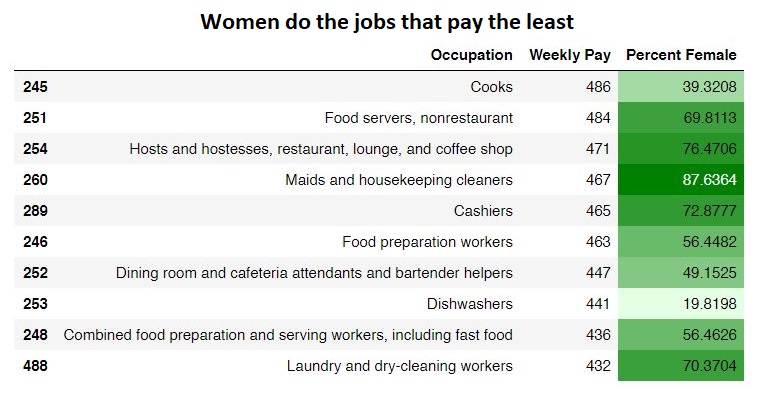 Women do the jobs that pay the least
Occupation Weekly Pay Percent Female
245 Cooks 486 39.3208
251 Food servers, nonrestaurant 484 69.8113
254 Hosts and hostesses, restaurant, lounge, and coffee shop 471 76.4706
260 Maids and housekeeping cleaners 467 87.6364
289 Cashiers 465 72.8777
246 Food preparation workers 463 56.4482
252 Dining room and cafeteria attendants and bartender helpers 447 49.1525
253 Dishwashers 441 19.8198
248 Combined food preparation and serving workers, including fast food 436 56.4626
488 Laundry and dry-cleaning workers 432 70.3704